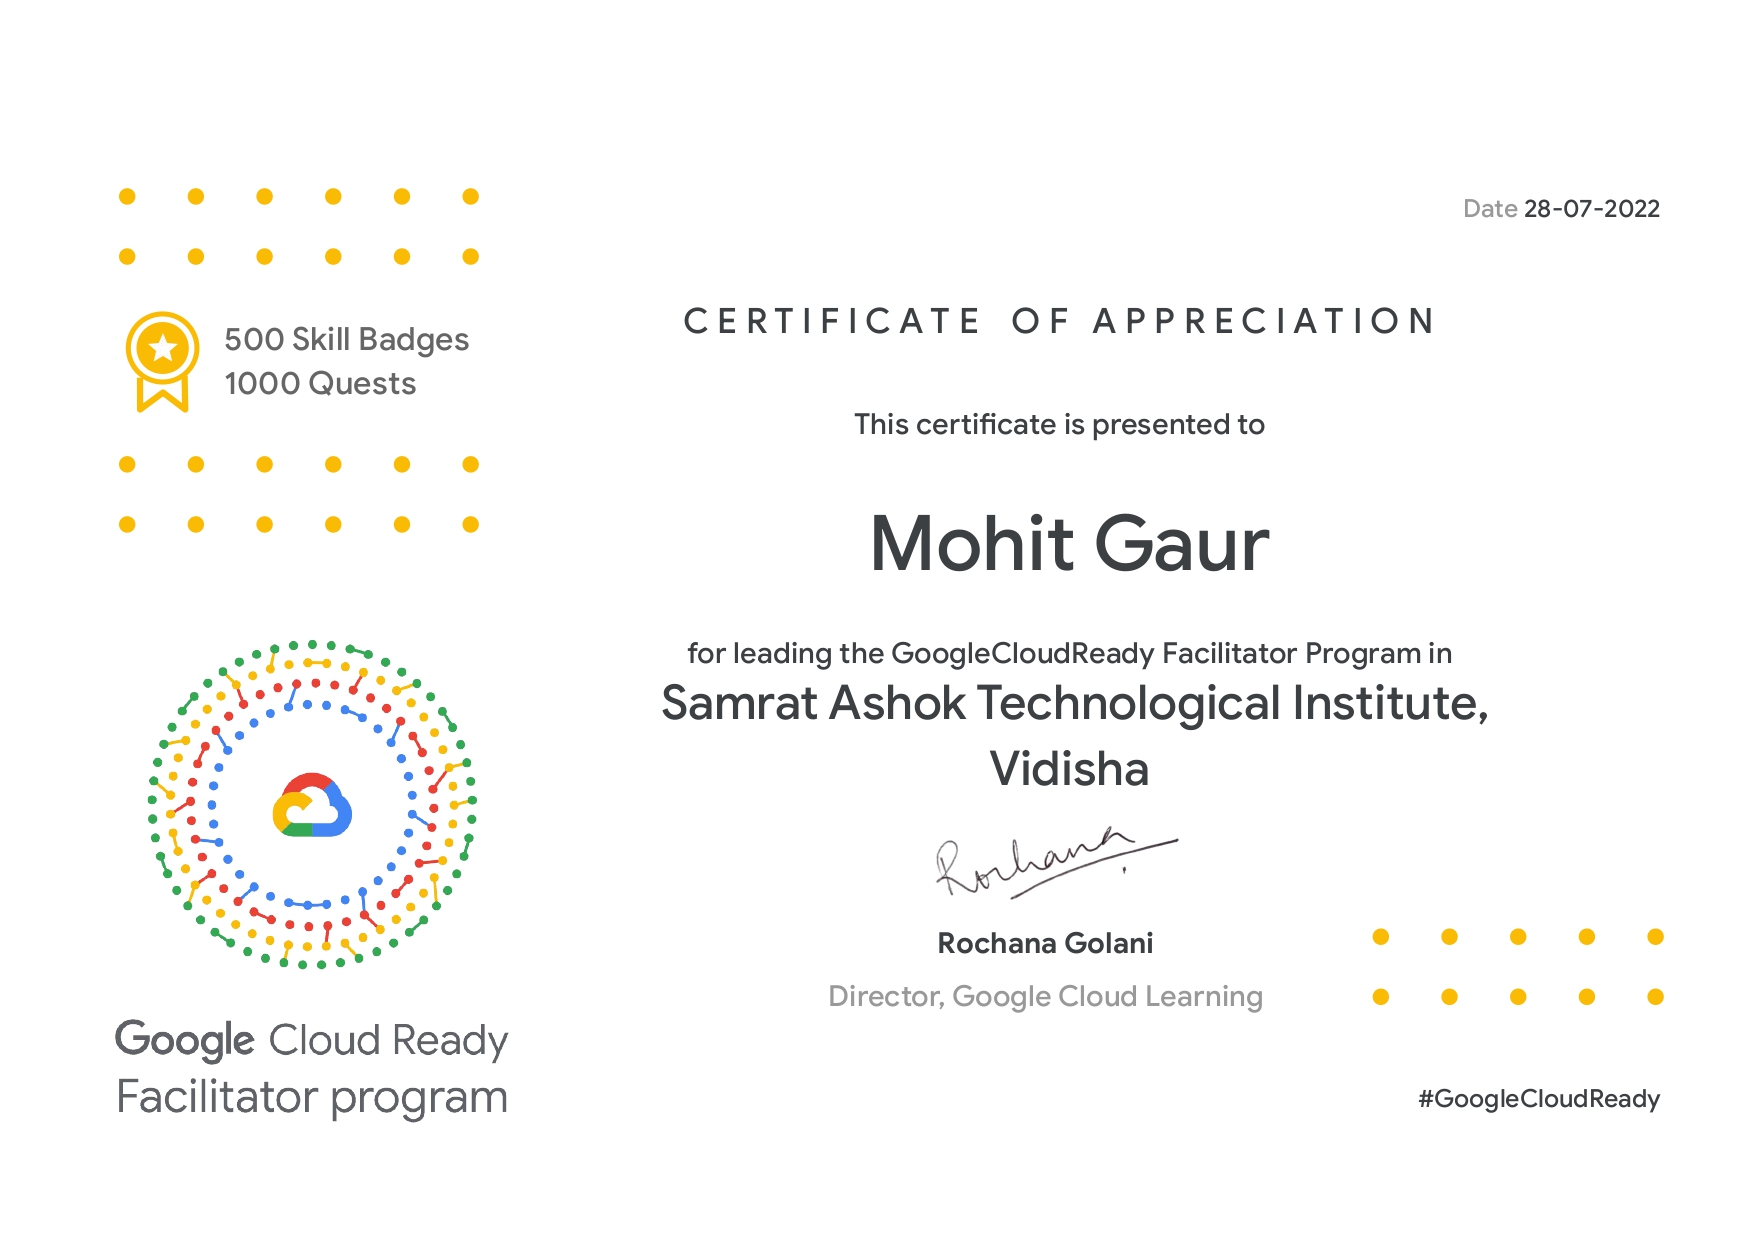 Date 28-07-2022
500 Skill Badges
1000 Quests
CERTIFICATE OF APPRECIATION
This certificate is presented to
Mohit Gaur
for leading the GoogleCloudReady Facilitator Program in
Samrat Ashok Technological Institute,
Vidisha
Rochana
Rochana Golani
Director, Google Cloud Learning
Google Cloud Ready
Facilitator program
#GoogleCloudReady